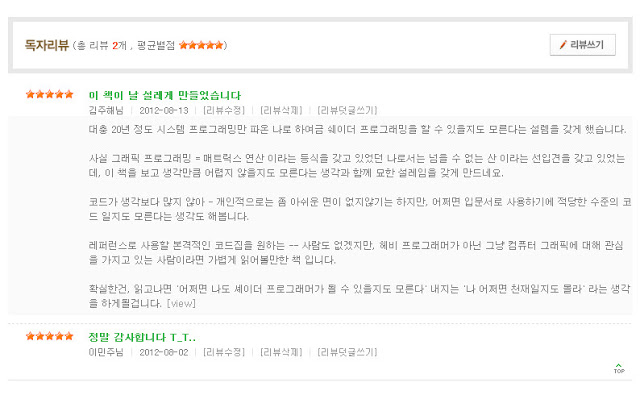 독자리뷰 (총 리뷰 2개 , 평균별점 )
리뷰쓰기
이 책이 날 설레게 만들었습니다
김주해님 | 2012-08-13 | [리뷰수정] | [리뷰삭제] | [리뷰덧글쓰기]
대충 20년 정도 시스템 프로그래밍만 따온 나로 하여금 쉐이더 프로그래밍을 할 수 있을지도 모른다는 설렘을 갖게 했습니다.
사실 그래픽 프로그래밍 = 매트릭스 연산 이라는 등식을 갖고 있었던 나로서는 넘을 수 없는 산 이라는 선입견을 갖고 있었는
데, 이 책을 보고 생각만큼 어렵지 않을지도 모른다는 생각과 함께 묘한 설레임을 갖게 만드네요.
코드가 생각보다 많지 않아 - 개인적으로는 좀 아쉬운 면이 없지않기는 하지만, 어쩌면 입문서로 사용하기에 적당한 수준의 코
드 일지도 모른다는 생각도 해봅니다.
레퍼런스로 사용할 본격적인 코드집을 원하는 -- 사람도 없겠지만, 헤비 프로그래머가 아닌 그냥 컴퓨터 그래픽에 대해 관심
을 가지고 있는 사람이라면 가볍게 읽어볼만한 책 입니다.
확실한건, 읽고나면 '어쩌면 나도 셰이더 프로그래머가 될 수 있을지도 모른다' 내지는 '나 어쩌면 천재일지도 몰라' 라는 생각
을 하게될겁니다. [view]
정말 감사합니다 T_T..
이민주님 | 2012-08-02 | [리뷰수정] | [리뷰삭제] | [리뷰덧글쓰기]
TOP